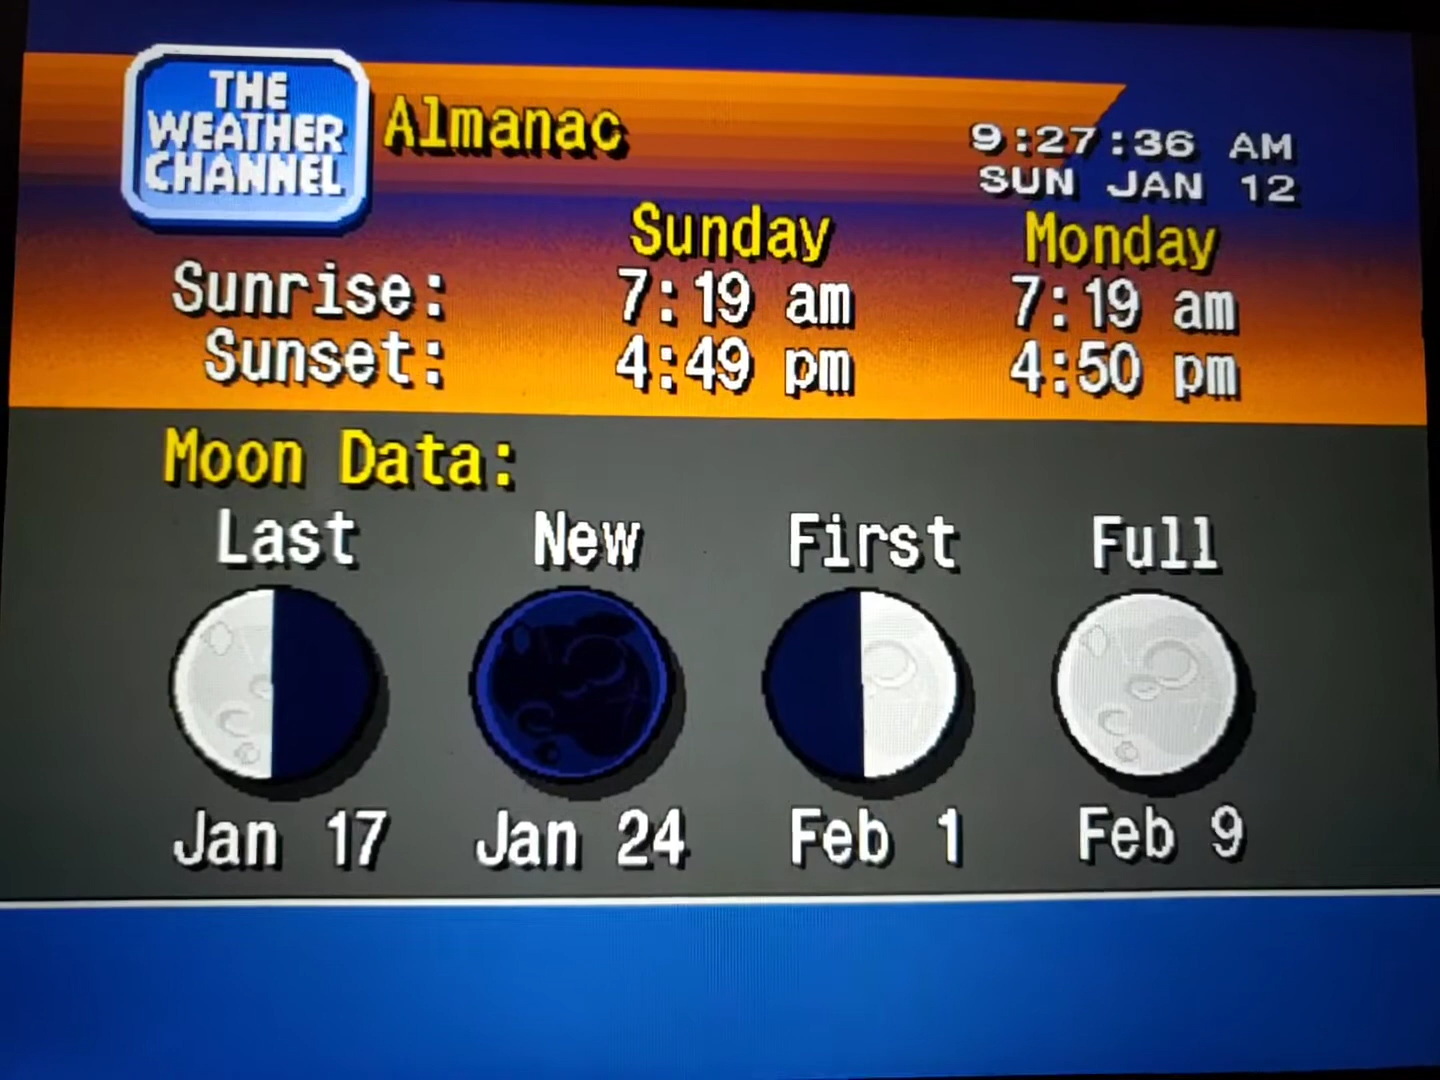 THE
WEATHER
CHANNEL
Almanac
9:27:36 AM
SUN JAN 12
Sunday Monday
Sunrise: 7:19 am 7:19 am
Sunset: 4:49 pm 4:50 pm
Moon Data:
Last New First Full
Jan 17 Jan 24 Feb 1 Feb 9